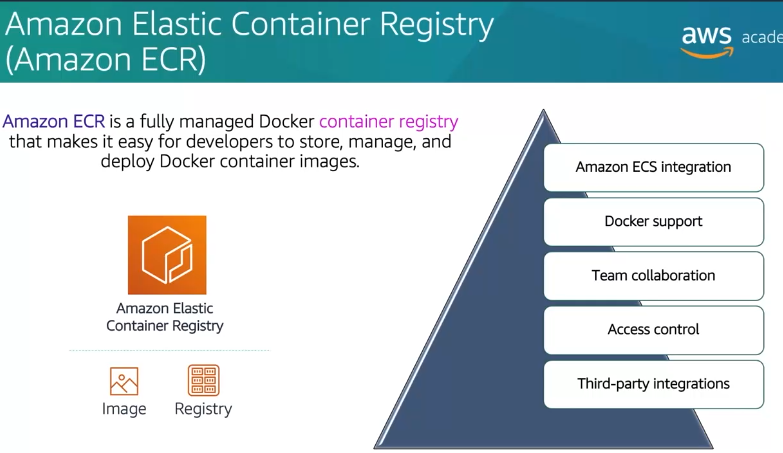 Amazon Elastic Container Registry
(Amazon ECR)
aws acade
Amazon ECR is a fully managed Docker container registry
that makes it easy for developers to store, manage, and
deploy Docker container images.
Amazon Elastic
Container Registry
Image Registry
Amazon ECS integration
Docker support
Team collaboration
Access control
Third-party integrations